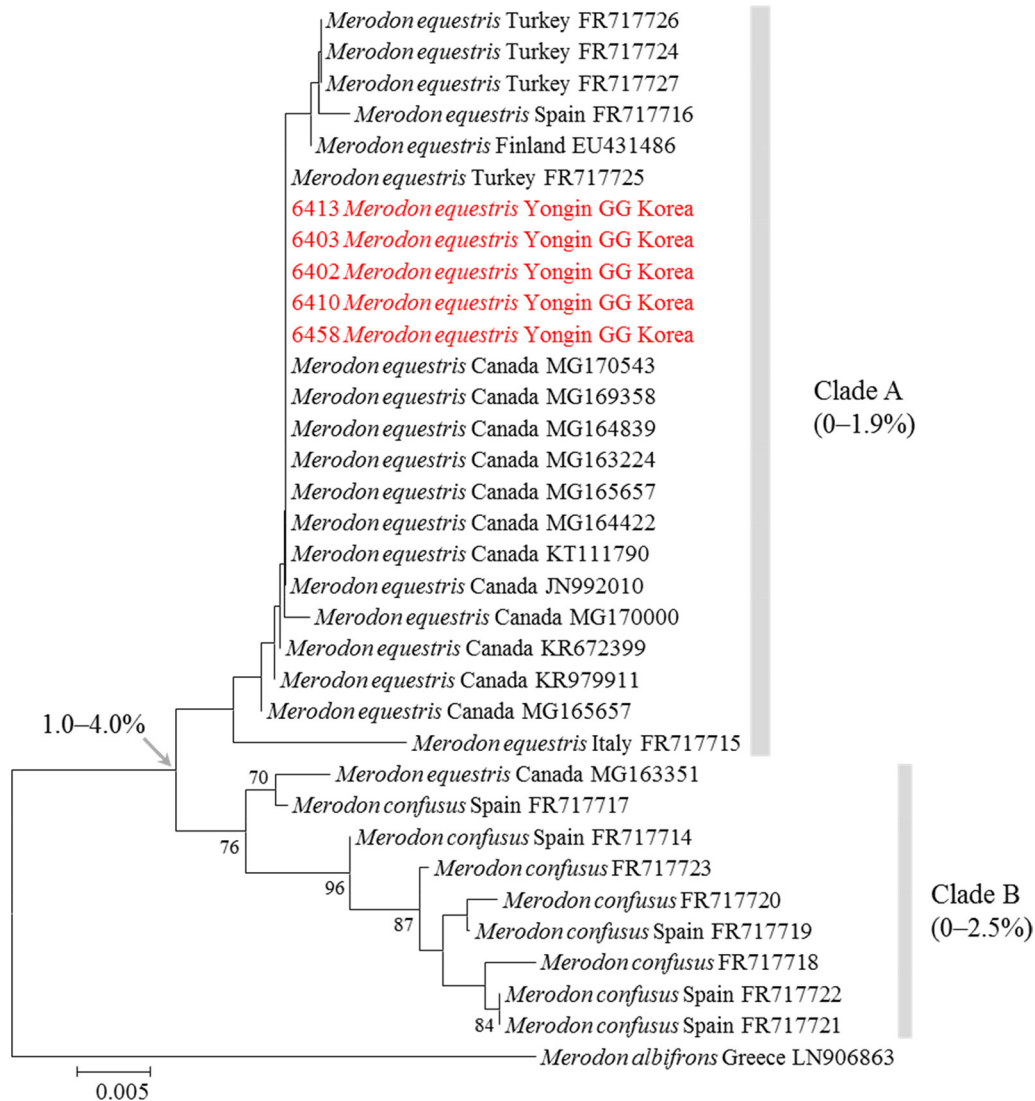 Merodon equestris Turkey FR717726
Merodon equestris Turkey FR717724
Merodon equestris Turkey FR717727
Merodon equestris Spain FR717716
Merodon equestris Finland EU431486
Merodon equestris Turkey FR717725
6413 Merodon equestris Yongin GG Korea
6403 Merodon equestris Yongin GG Korea
6402 Merodon equestris Yongin GG Korea
6410 Merodon equestris Yongin GG Korea
6458 Merodon equestris Yongin GG Korea
Merodon equestris Canada MG170543
Merodon equestris Canada MG169358
Merodon equestris Canada MG164839
Merodon equestris Canada MG163224
Merodon equestris Canada MG165657
Merodon equestris Canada MG164422
Merodon equestris Canada KT111790
Merodon equestris Canada JN992010
Merodon equestris Canada MG170000
Merodon equestris Canada KR672399
Merodon equestris Canada KR979911
Merodon equestris Canada MG165657
Merodon equestris Italy FR717715
Clade A
(0–1.9%)
1.0–4.0%
Merodon equestris Canada MG163351
70
Merodon confusus Spain FR717717
76
Merodon confusus Spain FR717714
96
Merodon confusus FR717723
87
Merodon confusus FR717720
Merodon confusus Spain FR717719
Merodon confusus FR717718
Merodon confusus Spain FR717722
84
Merodon confusus Spain FR717721
Clade B
(0–2.5%)
Merodon albifrons Greece LN906863
0.005